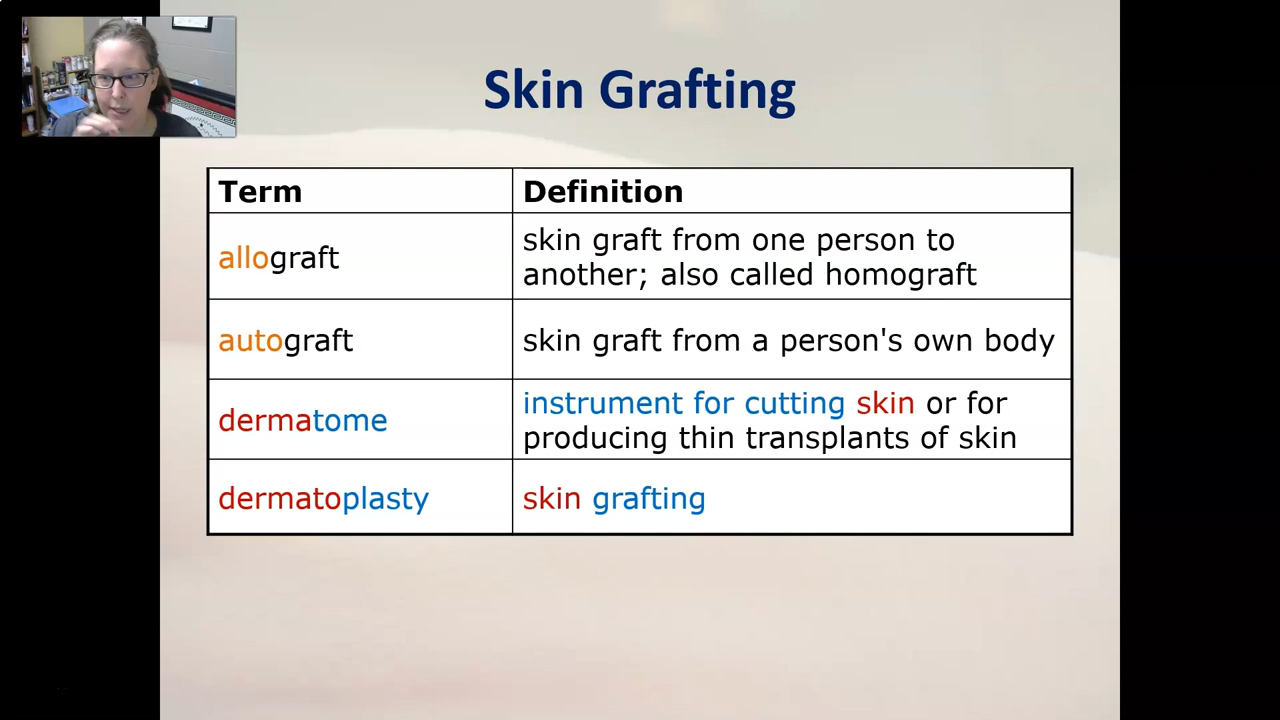 Skin Grafting
Term
Definition
allograft
skin graft from one person to
another; also called homograft
autograft
skin graft from a person's own body
dermatome
instrument for cutting skin or for
producing thin transplants of skin
dermatoplasty
skin grafting